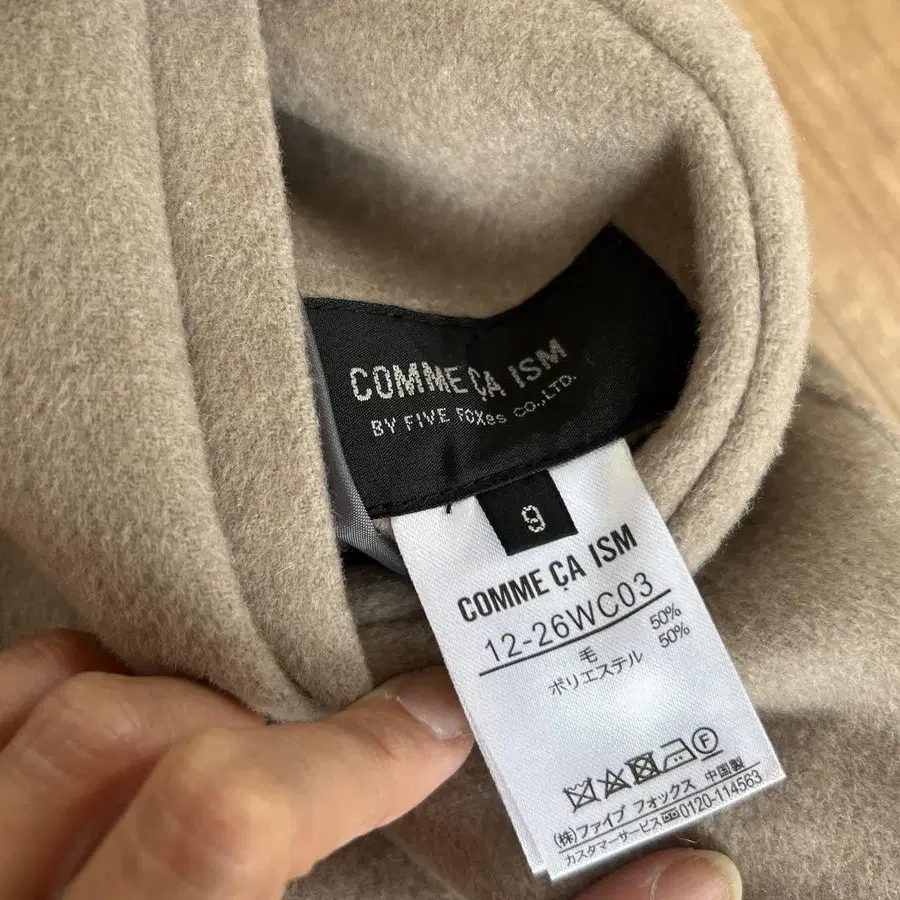 COMME ÇA ISM
BY FIVE FOXes CO.,LTD.
9
COMME ÇA ISM
12-26WC03
毛 50%
ポリエステル 50%
F
(株)ファイブ フォックス 中国製
カスタマーサービス 0120-114563